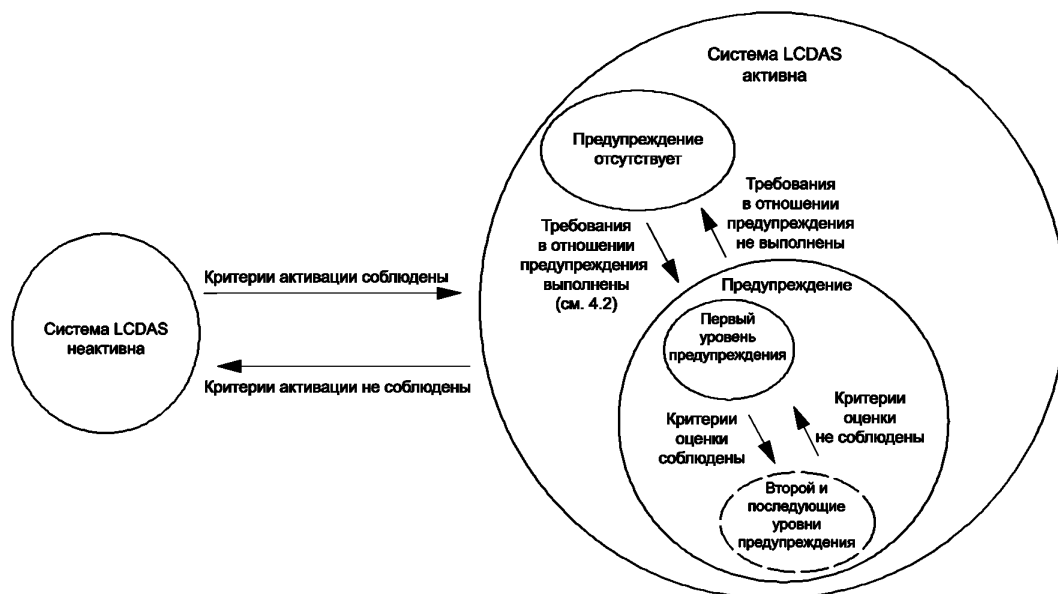 Система LCDAS
активна
Предупреждение
отсутствует
Требования
в отношении
предупреждения
не выполнены
Требования
в отношении
предупреждения
выполнены
(см. 4.2)
Критерии активации соблюдены
Система LCDAS
неактивна
Критерии активации не соблюдены
Предупреждение
Первый
уровень
предупреждения
Критерии
оценки
не соблюдены
Критерии
оценки
соблюдены
Второй и
последующие
уровни
предупреждения